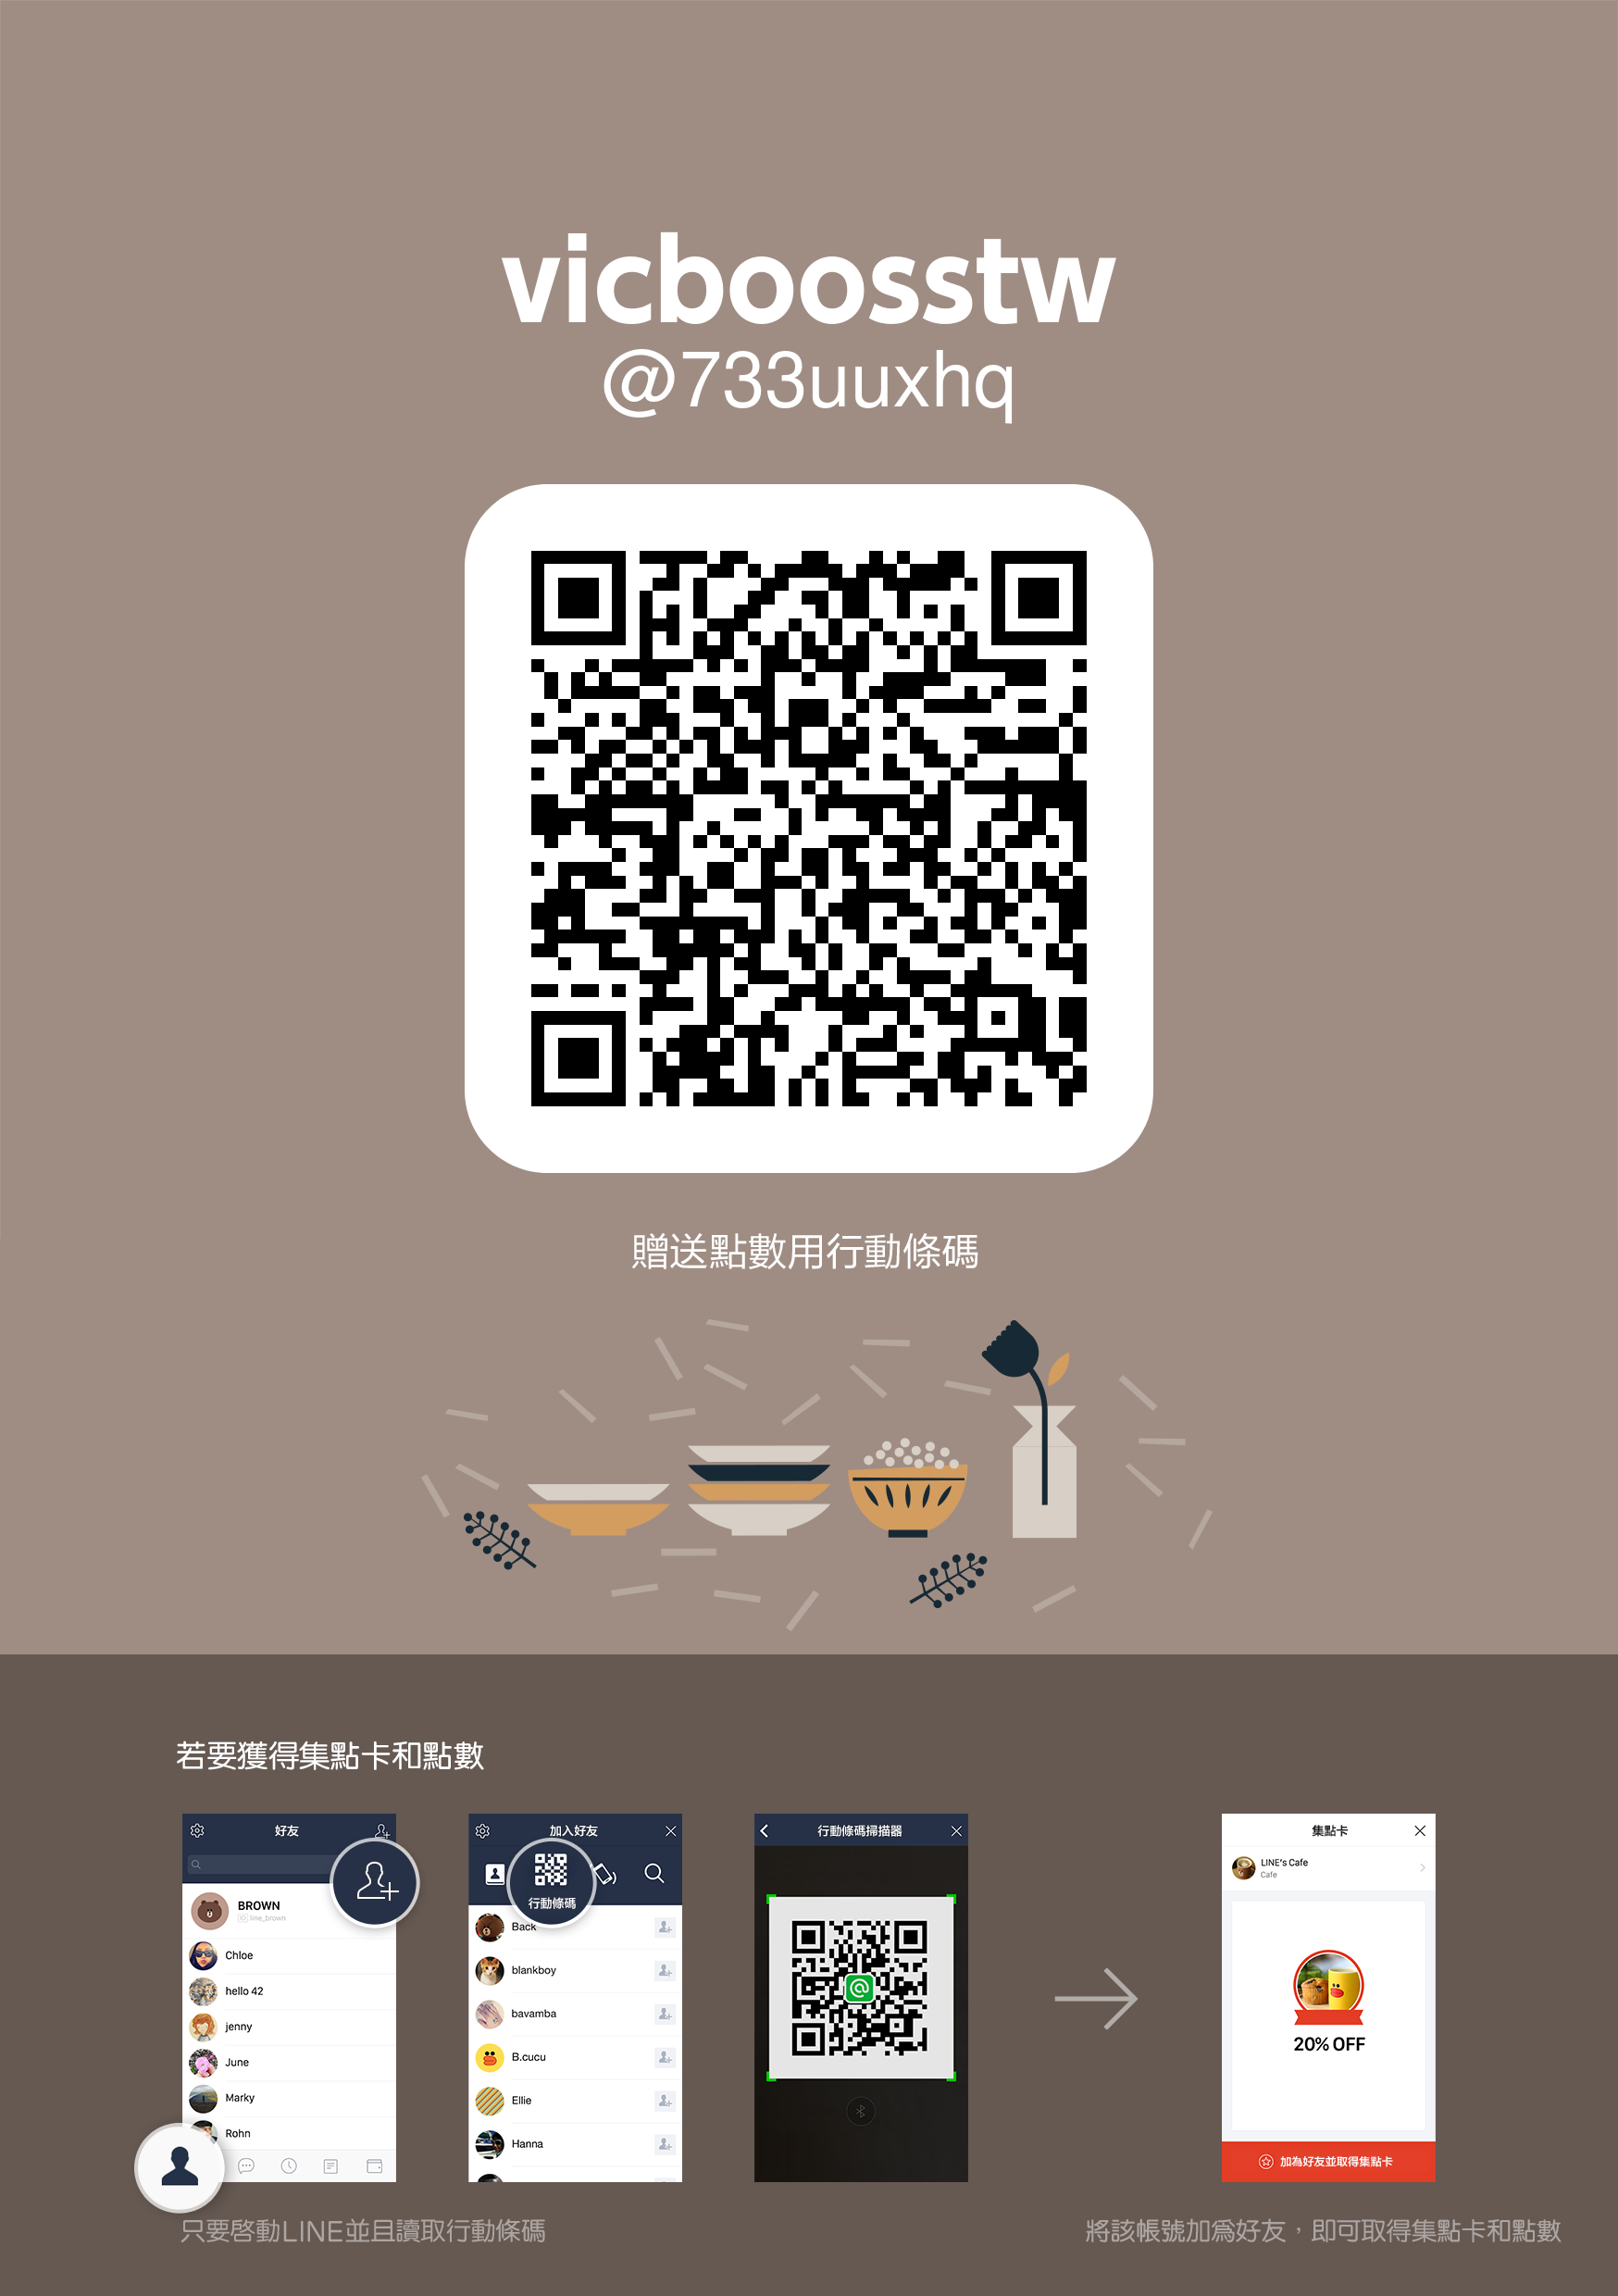 vicboosstw
@733uuxhq
贈送點數用行動條碼
若要獲得集點卡和點數
好友
BROWN
line_brown
Chloe
hello 42
jenny
June
Marky
Rohn
加入好友
行動條碼
Back
blankboy
bavamba
B.cucu
Ellie
Hanna
行動條碼掃描器
集點卡
LINE's Cafe
Cafe
20% OFF
加為好友並取得集點卡
只要啓動LINE並且讀取行動條碼
將該帳號加為好友，即可取得集點卡和點數